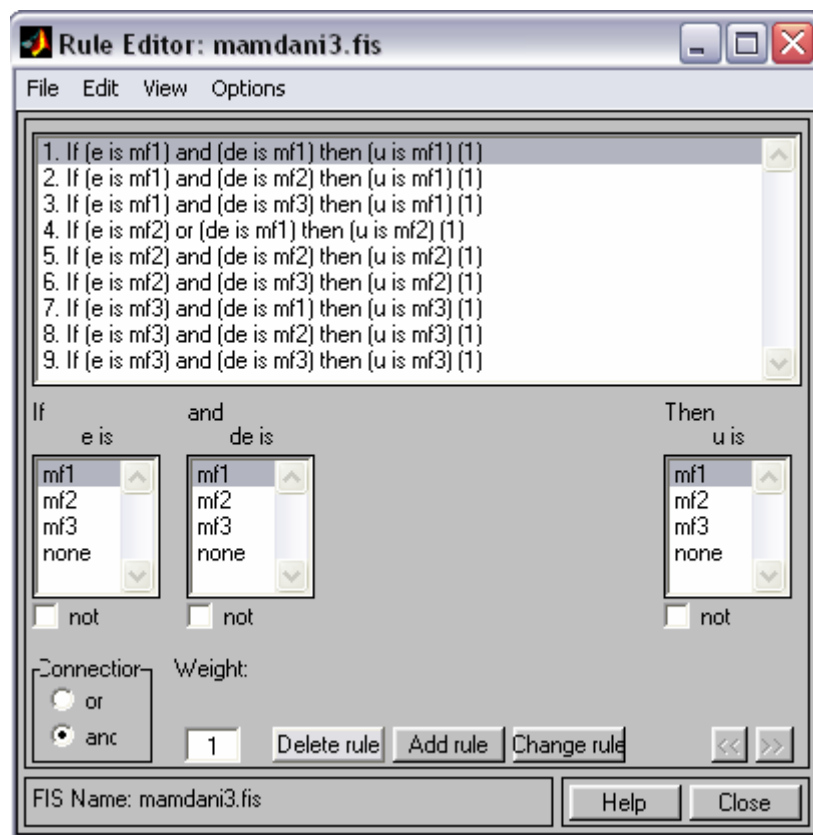 Rule Editor: mamdani3.fis
File Edit View Options
1. If (e is mf1) and (de is mf1) then (u is mf1) (1)
2. If (e is mf1) and (de is mf2) then (u is mf1) (1)
3. If (e is mf1) and (de is mf3) then (u is mf1) (1)
4. If (e is mf2) or (de is mf1) then (u is mf2) (1)
5. If (e is mf2) and (de is mf2) then (u is mf2) (1)
6. If (e is mf2) and (de is mf3) then (u is mf2) (1)
7. If (e is mf3) and (de is mf1) then (u is mf3) (1)
8. If (e is mf3) and (de is mf2) then (u is mf3) (1)
9. If (e is mf3) and (de is mf3) then (u is mf3) (1)
If and Then
e is de is u is
mf1 mf1 mf1
mf2 mf2 mf2
mf3 mf3 mf3
none none none
not not not
Connection Weight:
or
and
1 Delete rule Add rule Change rule << >>
FIS Name: mamdani3.fis Help Close